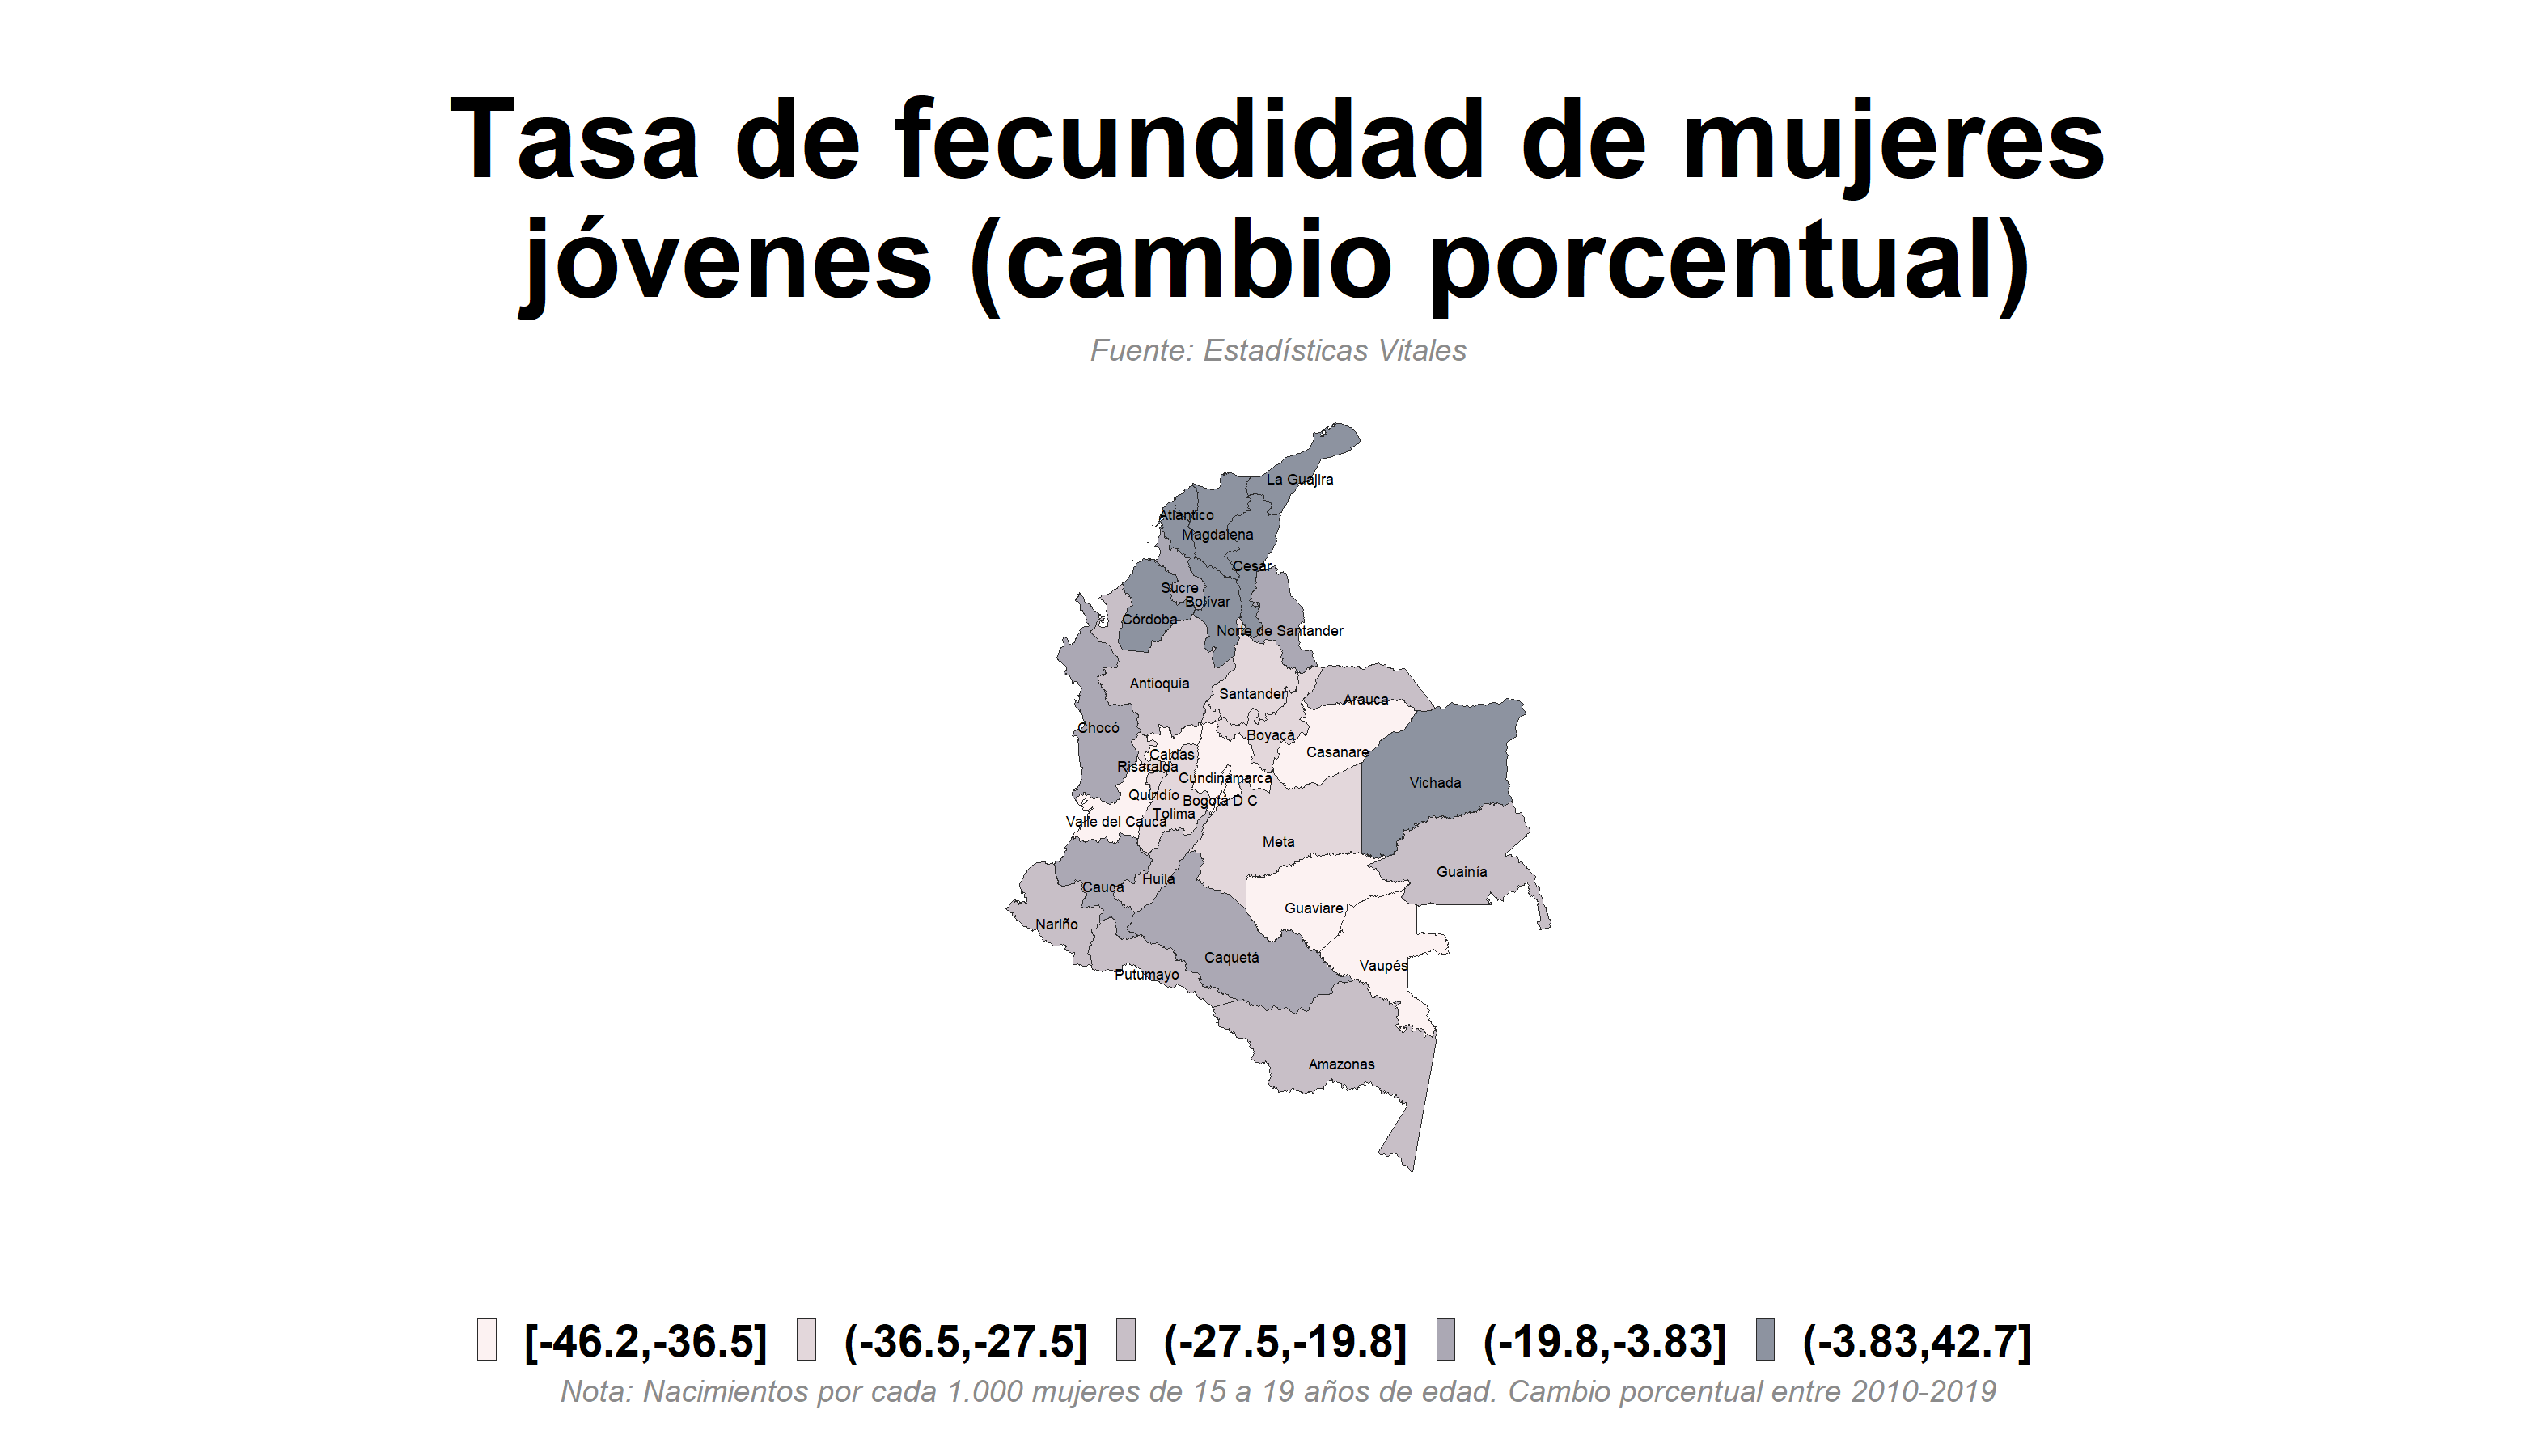 Tasa de fecundidad de mujeres
jóvenes (cambio porcentual)
Fuente: Estadísticas Vitales
La Guajira
Atlántico
Magdalena
Cesar
Sucre
Bolívar
Córdoba
Norte de Santander
Antioquia
Santander
Arauca
Chocó
Boyacá
Casanare
Caldas
Risaralda
Cundinamarca
Vichada
Quindío
Bogotá D C
Tolima
Valle del Cauca
Meta
Guainía
Huila
Cauca
Guaviare
Nariño
Caquetá
Vaupés
Putumayo
Amazonas
[-46.2,-36.5] (-36.5,-27.5] (-27.5,-19.8] (-19.8,-3.83] (-3.83,42.7]
Nota: Nacimientos por cada 1.000 mujeres de 15 a 19 años de edad. Cambio porcentual entre 2010-2019